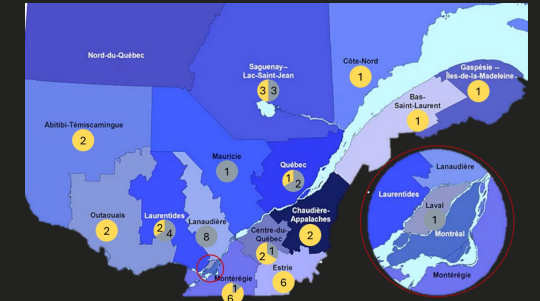 Nord-du-Québec
Saguenay–
Lac-Saint-Jean
3 3
Côte-Nord
1
Gaspésie –
Îles-de-la-Madeleine
1
Bas-
Saint-Laurent
1
Abitibi-Témiscamingue
2
Mauricie
1
Québec
1 2
Outaouais
2
Laurentides
2 4
Lanaudière
8
Chaudière-
Appalaches
2
Centre-du-
Québec
1
2
Estrie
6
Montérégie
1
6
Lanaudière
Laurentides
Laval
1
Montréal
Montérégie